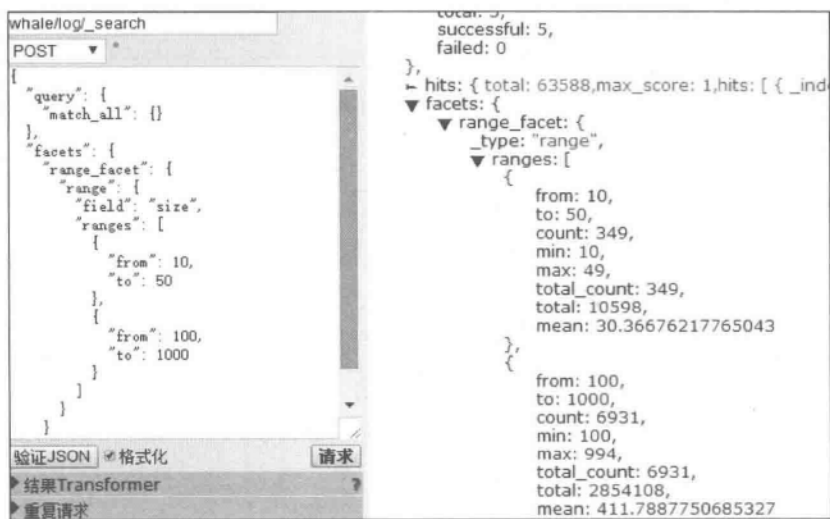 whale/log/_search
POST
{
"query": {
"match_all": {}
},
"facets": {
"range_facet": {
"range": {
"field": "size",
"ranges": [
{
"from": 10,
"to": 50
},
{
"from": 100,
"to": 1000
}
]
}
}
验证JSON 格式化 请求
结果Transformer ?
重复请求
total: 5,
successful: 5,
failed: 0
},
hits: { total: 63588,max_score: 1,hits: [ { _inde
facets: {
range_facet: {
_type: "range",
ranges: [
{
from: 10,
to: 50,
count: 349,
min: 10,
max: 49,
total_count: 349,
total: 10598,
mean: 30.36676217765043
},
{
from: 100,
to: 1000,
count: 6931,
min: 100,
max: 994,
total_count: 6931,
total: 2854108,
mean: 411.7887750685327